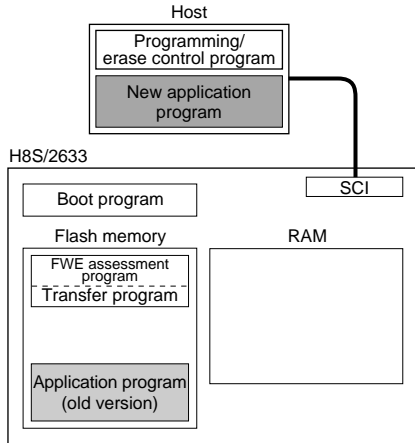 Host
Programming/
erase control program
New application
program
H8S/2633
SCI
Boot program
Flash memory
RAM
FWE assessment
program
Transfer program
Application program
(old version)